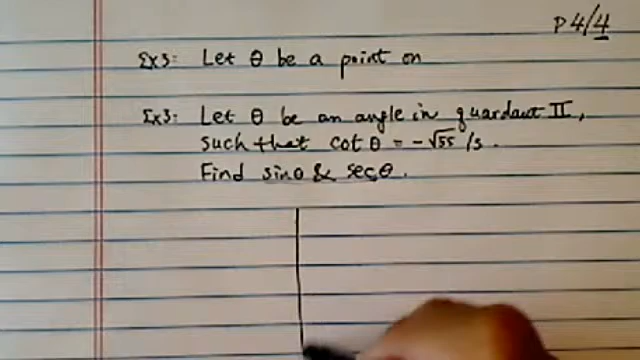 P 4/4
Ex3: Let θ be a point on
Ex3: Let θ be an angle in quardant II,
such that cot θ = -√55 /3.
Find sinθ & secθ.